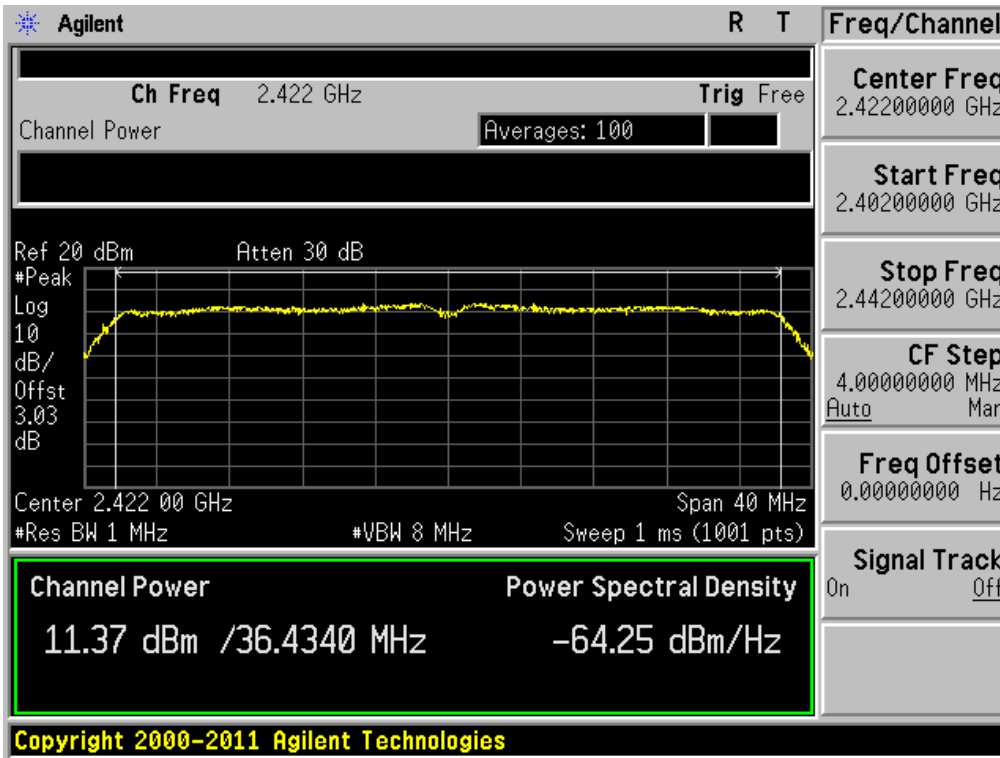 Agilent R T Freq/Channel
Ch Freq 2.422 GHz Trig Free
Channel Power Averages: 100
Center Freq
2.42200000 GHz
Start Freq
2.40200000 GHz
Stop Freq
2.44200000 GHz
CF Step
4.00000000 MHz
Auto Man
Freq Offset
0.00000000 Hz
Signal Track
On Off
Ref 20 dBm Atten 30 dB
#Peak
Log
10
dB/
Offst
3.03
dB
Center 2.422 00 GHz Span 40 MHz
#Res BW 1 MHz #VBW 8 MHz Sweep 1 ms (1001 pts)
Channel Power Power Spectral Density
11.37 dBm /36.4340 MHz -64.25 dBm/Hz
Copyright 2000-2011 Agilent Technologies